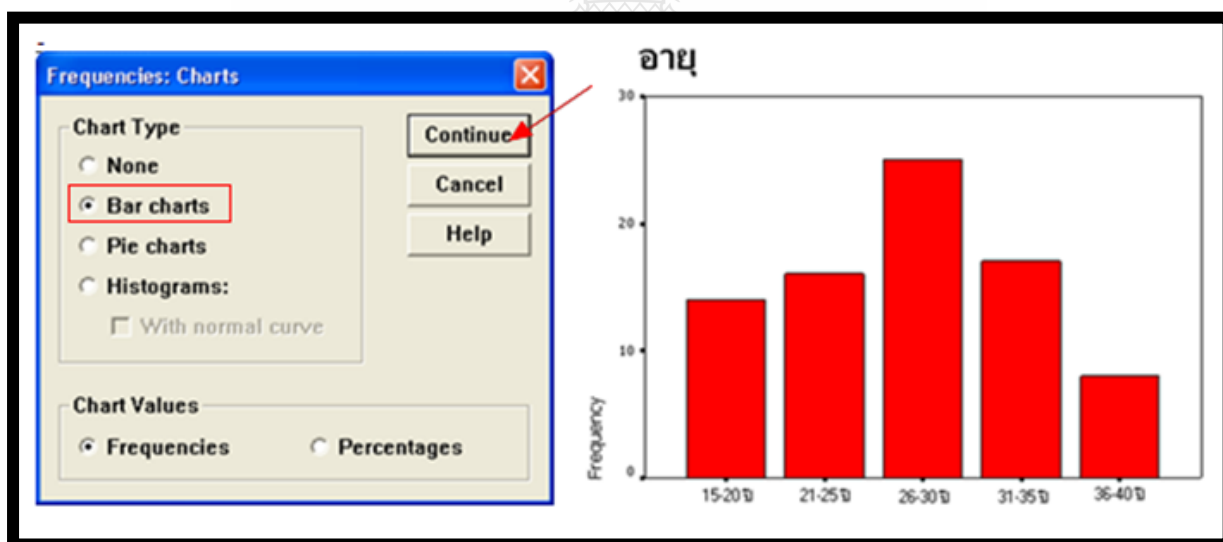 Frequencies: Charts
Chart Type
None
Bar charts
Pie charts
Histograms:
With normal curve
Continue
Cancel
Help
Chart Values
Frequencies
Percentages
อายุ
30
20
10
0
Frequency
15-20 ปี
21-25 ปี
26-30 ปี
31-35 ปี
36-40 ปี